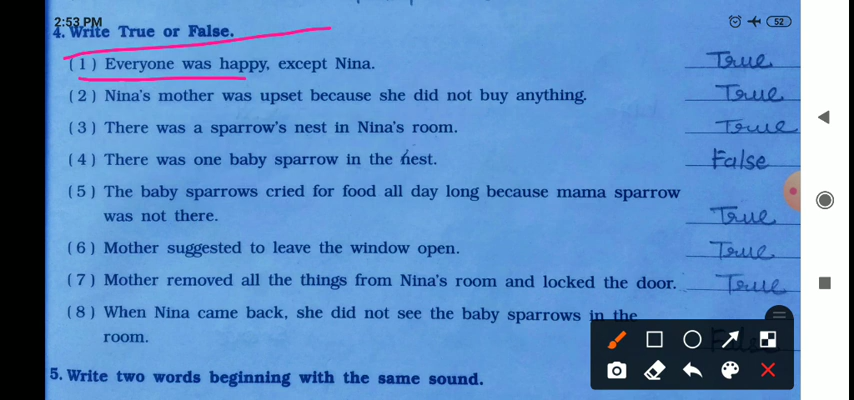 2:53 PM
52
4. Write True or False.
(1) Everyone was happy, except Nina. True
(2) Nina's mother was upset because she did not buy anything. True
(3) There was a sparrow's nest in Nina's room. True
(4) There was one baby sparrow in the nest. False
(5) The baby sparrows cried for food all day long because mama sparrow
was not there. True
(6) Mother suggested to leave the window open. True
(7) Mother removed all the things from Nina's room and locked the door. True
(8) When Nina came back, she did not see the baby sparrows in the
room. False
5. Write two words beginning with the same sound.